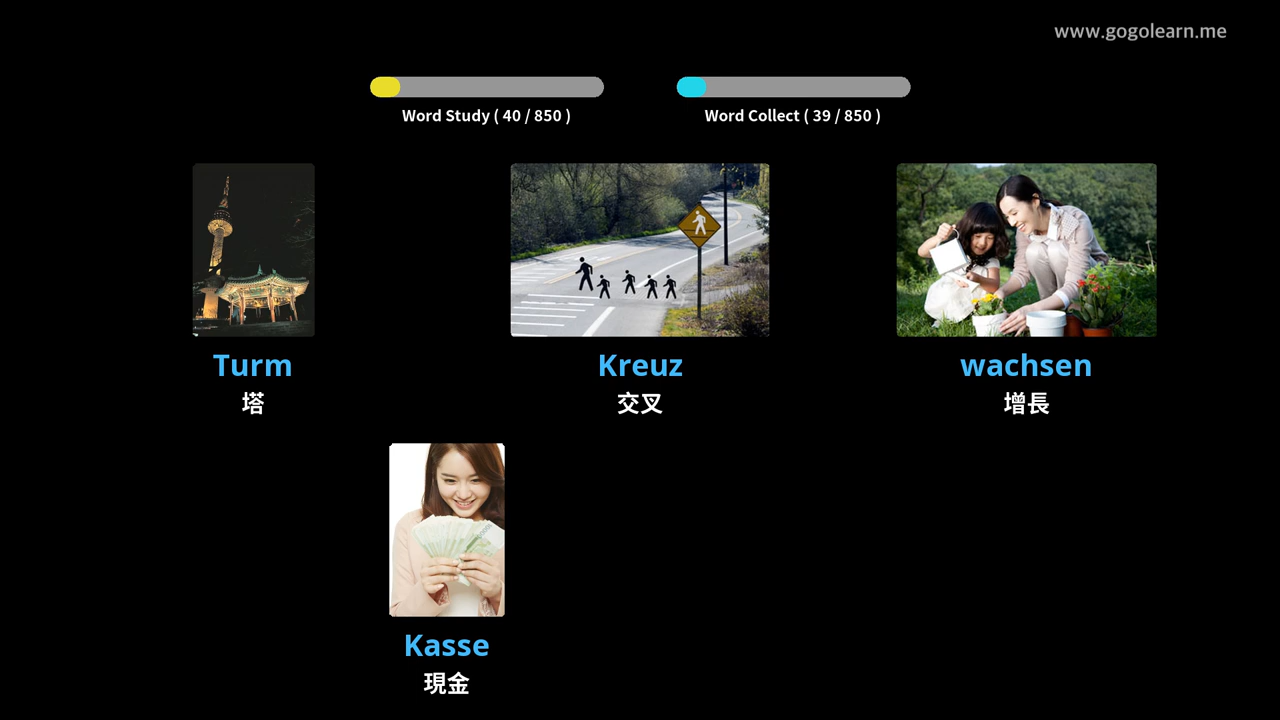 www.gogolearn.me
Word Study ( 40 / 850 )
Word Collect ( 39 / 850 )
Turm
塔
Kreuz
交叉
wachsen
增長
Kasse
現金